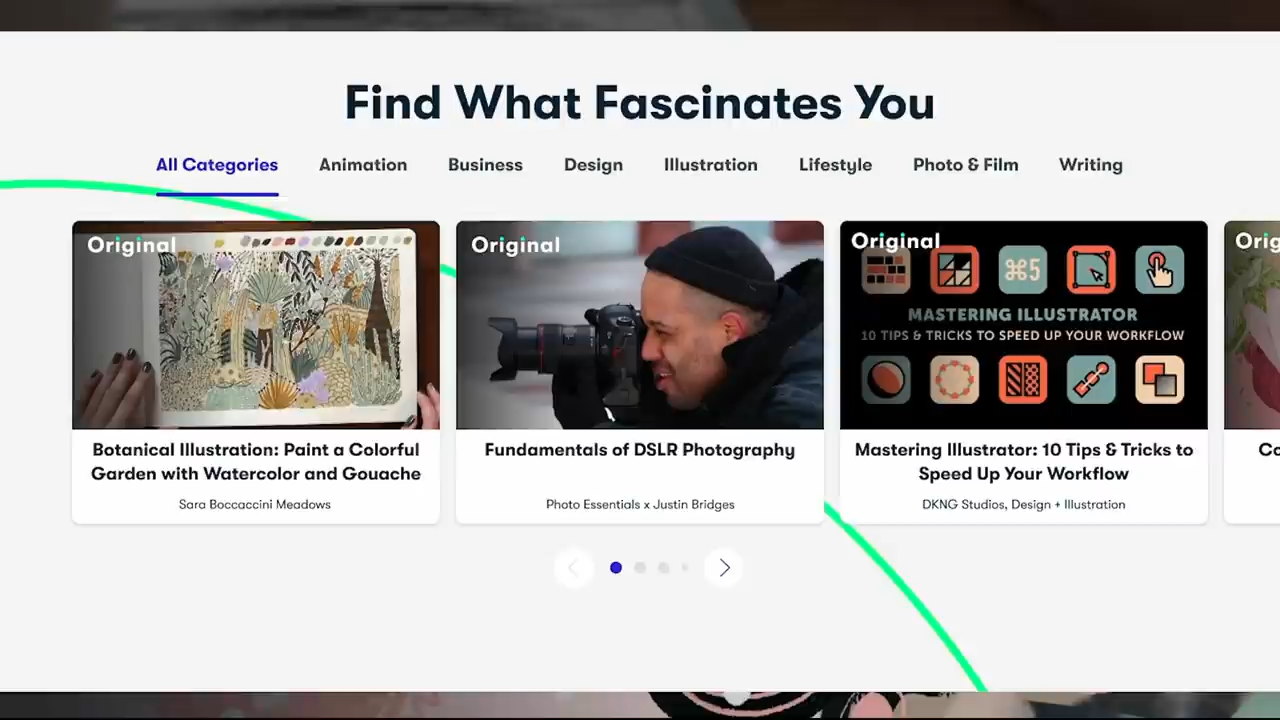 Find What Fascinates You
All Categories Animation Business Design Illustration Lifestyle Photo & Film Writing
Original
Botanical Illustration: Paint a Colorful
Garden with Watercolor and Gouache
Sara Boccaccini Meadows
Original
Fundamentals of DSLR Photography
Photo Essentials x Justin Bridges
Original
⌘5
MASTERING ILLUSTRATOR
10 TIPS & TRICKS TO SPEED UP YOUR WORKFLOW
Mastering Illustrator: 10 Tips & Tricks to
Speed Up Your Workflow
DKNG Studios, Design + Illustration